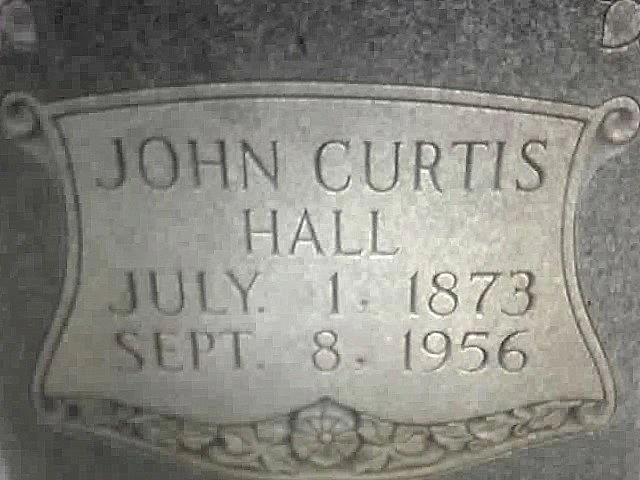 JOHN CURTIS
HALL
JULY. 1, 1873
SEPT. 8, 1956